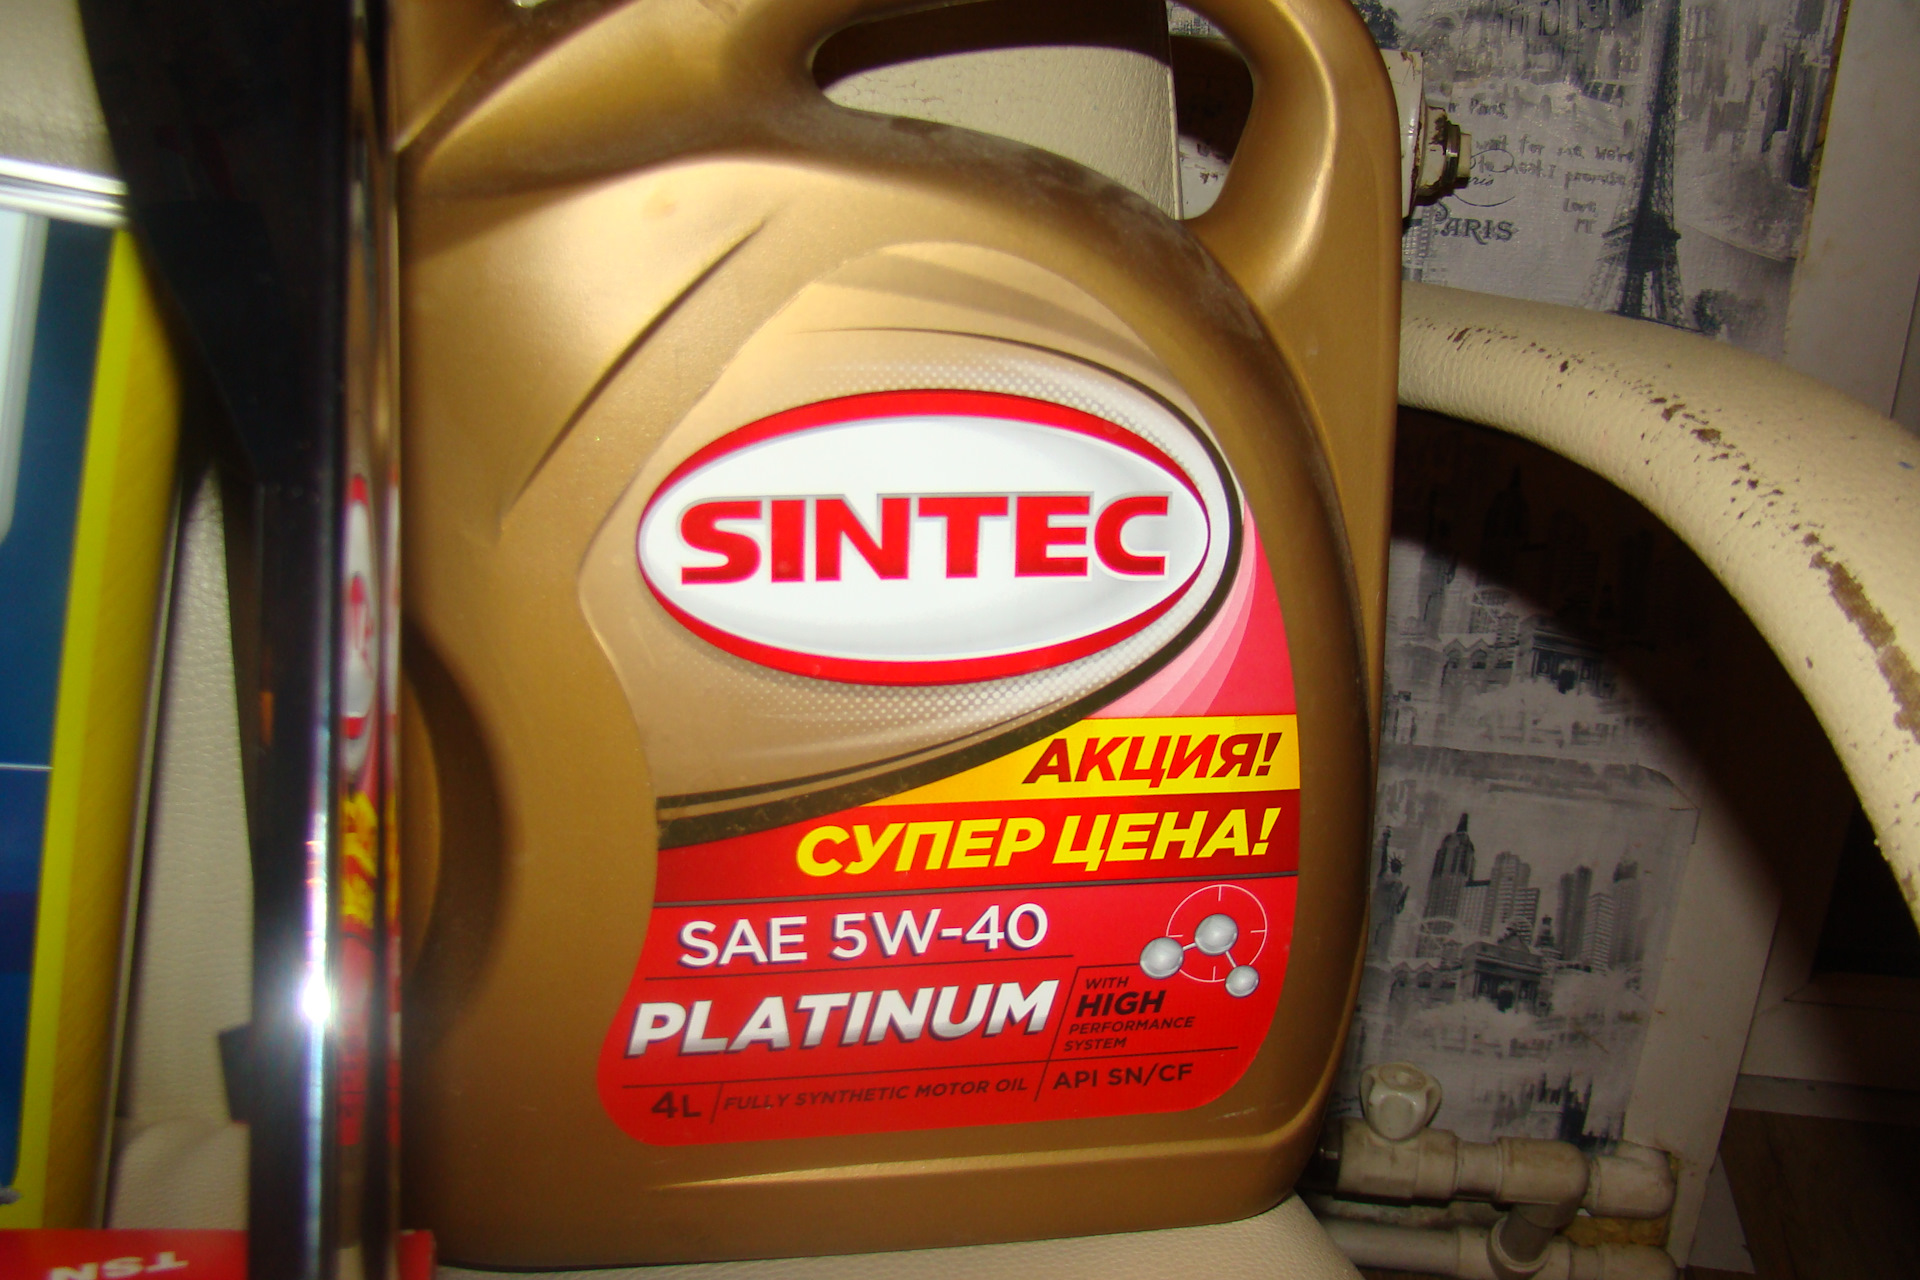 SINTEC
АКЦИЯ!
СУПЕР ЦЕНА!
SAE 5W-40
PLATINUM
WITH
HIGH
PERFORMANCE
SYSTEM
4L
FULLY SYNTHETIC MOTOR OIL
API SN/CF
PARIS
TSN